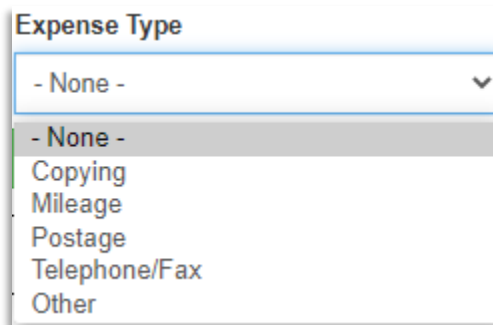 Expense Type
- None -
- None -
Copying
Mileage
Postage
Telephone/Fax
Other